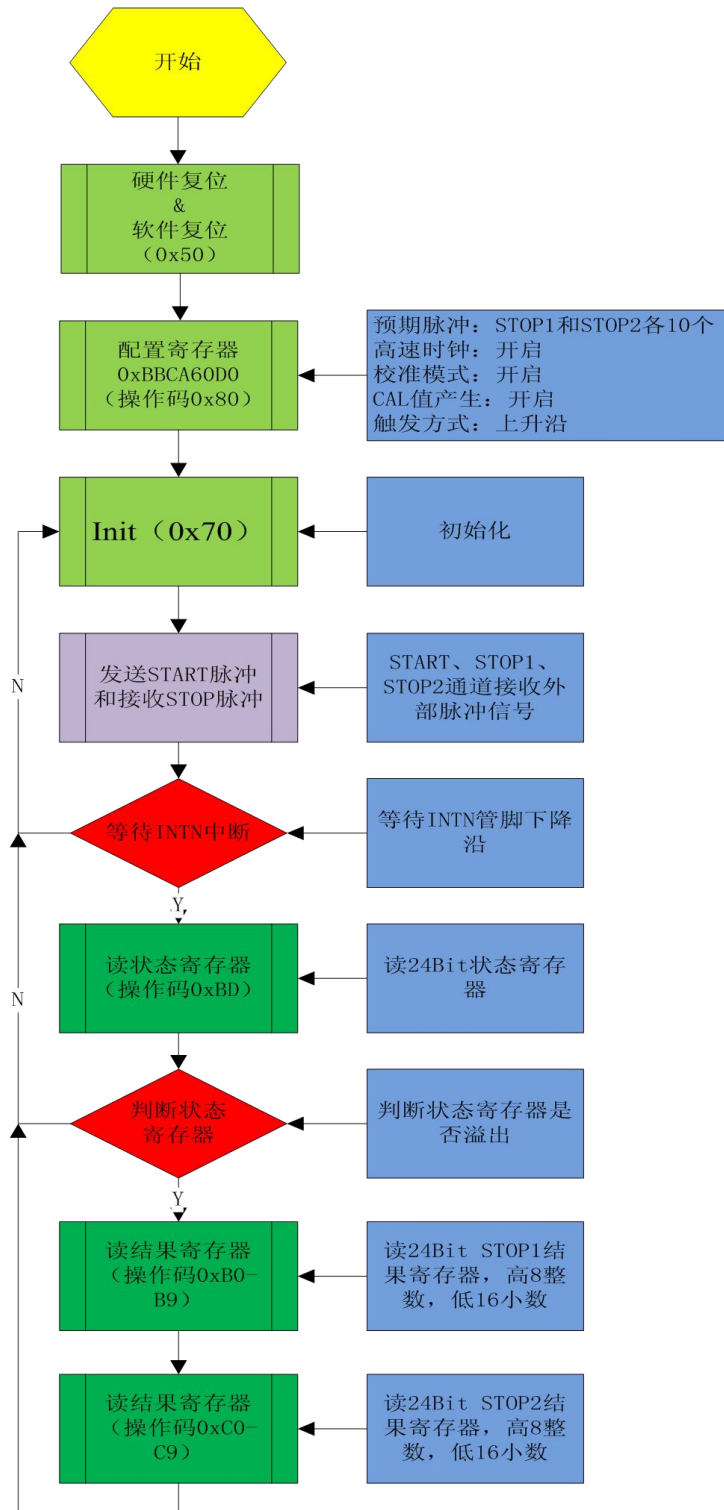 开始
硬件复位
&
软件复位
(0x50)
配置寄存器
0xBBCA60D0
（操作码0x80）
预期脉冲：STOP1和STOP2各10个
高速时钟：开启
校准模式：开启
CAL值产生：开启
触发方式：上升沿
Init（0x70）
初始化
发送START脉冲
和接收STOP脉冲
START、STOP1、
STOP2通道接收外
部脉冲信号
N
等待INTN中断
等待INTN管脚下降
沿
Y
读状态寄存器
（操作码0xBD）
读24Bit状态寄存
器
N
判断状态
寄存器
判断状态寄存器是
否溢出
Y
读结果寄存器
（操作码0xB0-
B9）
读24Bit STOP1结
果寄存器，高8整
数，低16小数
读结果寄存器
（操作码0xC0-
C9）
读24Bit STOP2结
果寄存器，高8整
数，低16小数